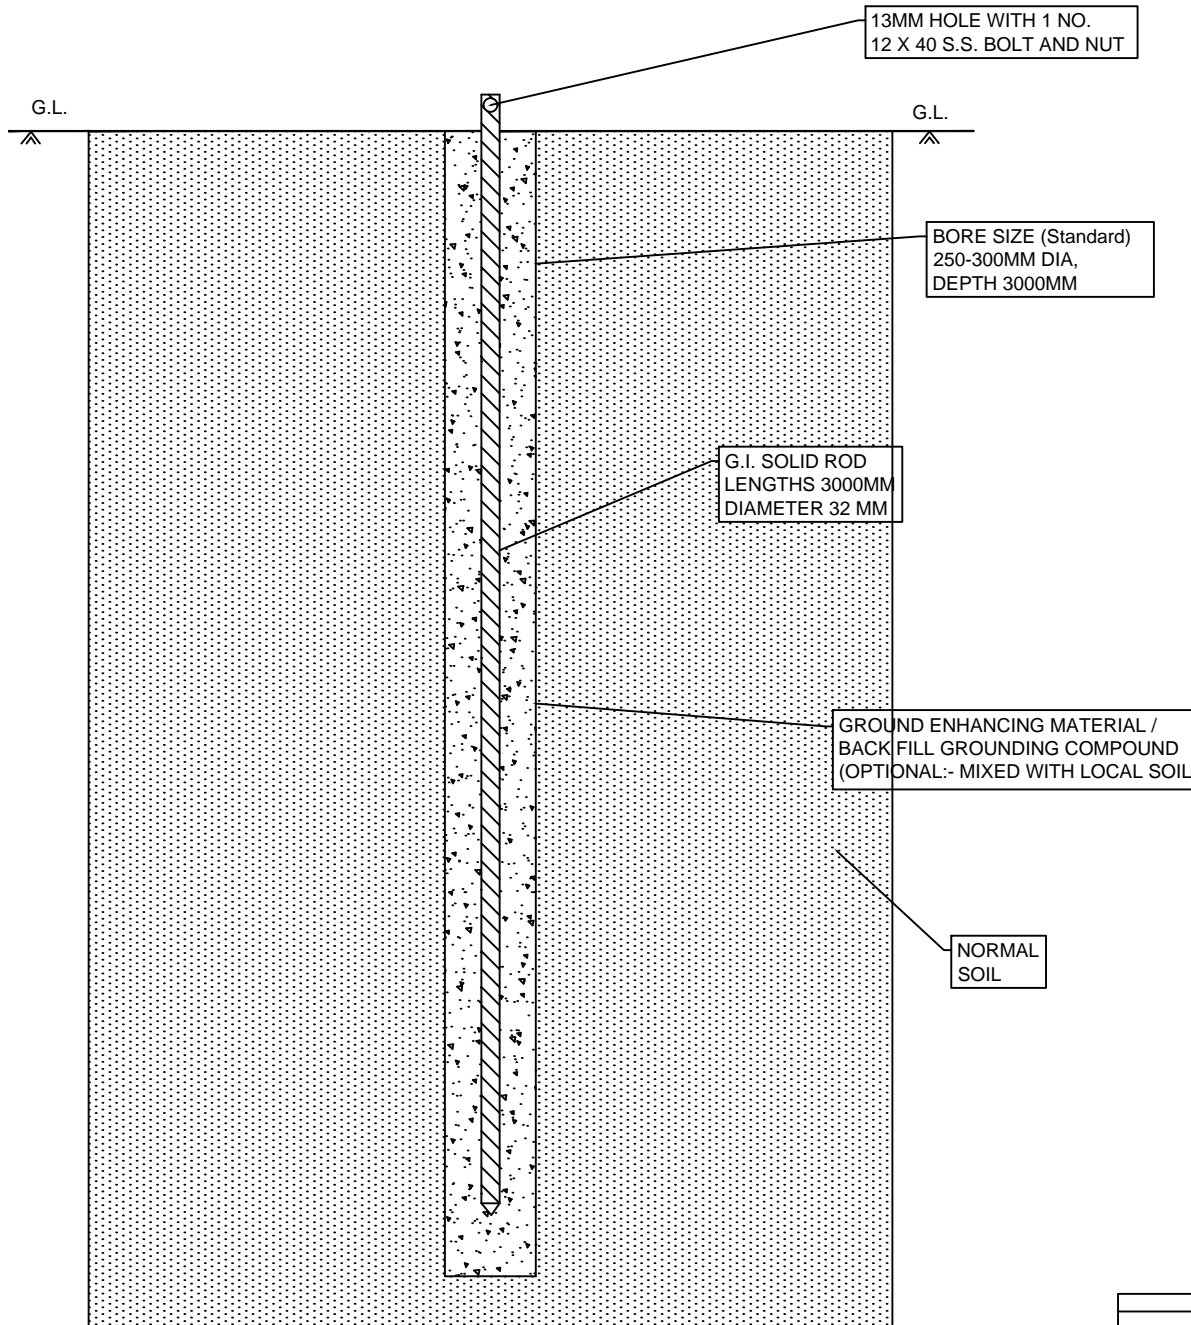 13MM HOLE WITH 1 NO.
12 X 40 S.S. BOLT AND NUT
G.L.
G.L.
BORE SIZE (Standard)
250-300MM DIA,
DEPTH 3000MM
G.I. SOLID ROD
LENGTHS 3000MM
DIAMETER 32 MM
GROUND ENHANCING MATERIAL /
BACK FILL GROUNDING COMPOUND
(OPTIONAL:- MIXED WITH LOCAL SOIL
NORMAL
SOIL